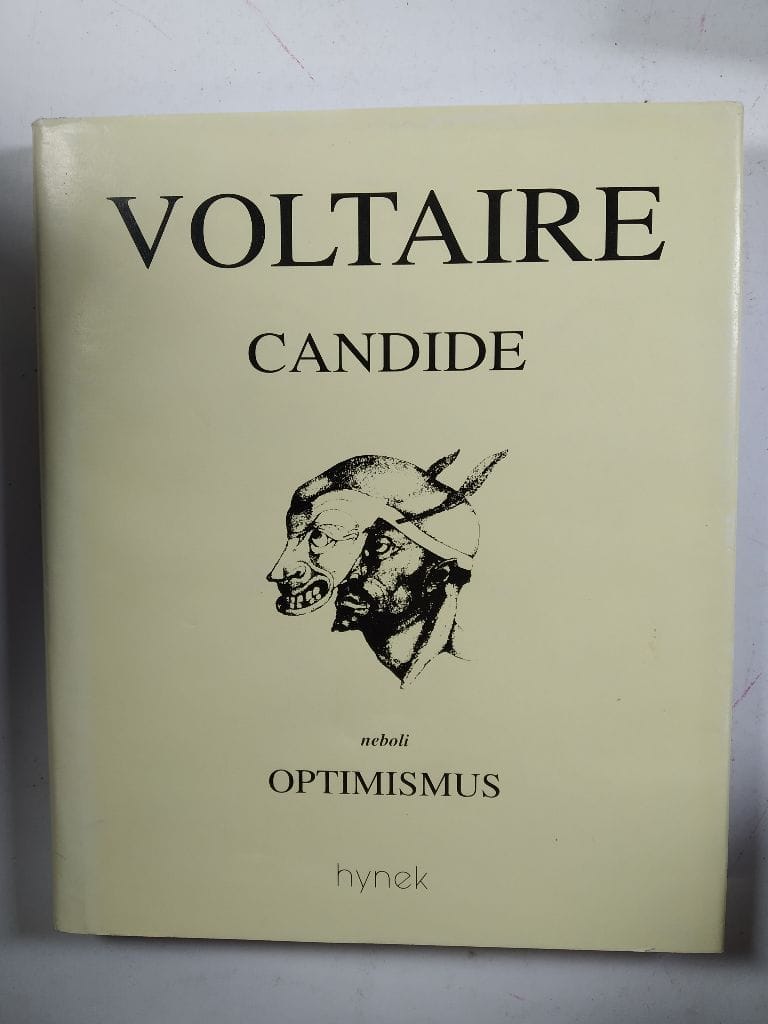 VOLTAIRE
CANDIDE
neboli
OPTIMISMUS
hynek